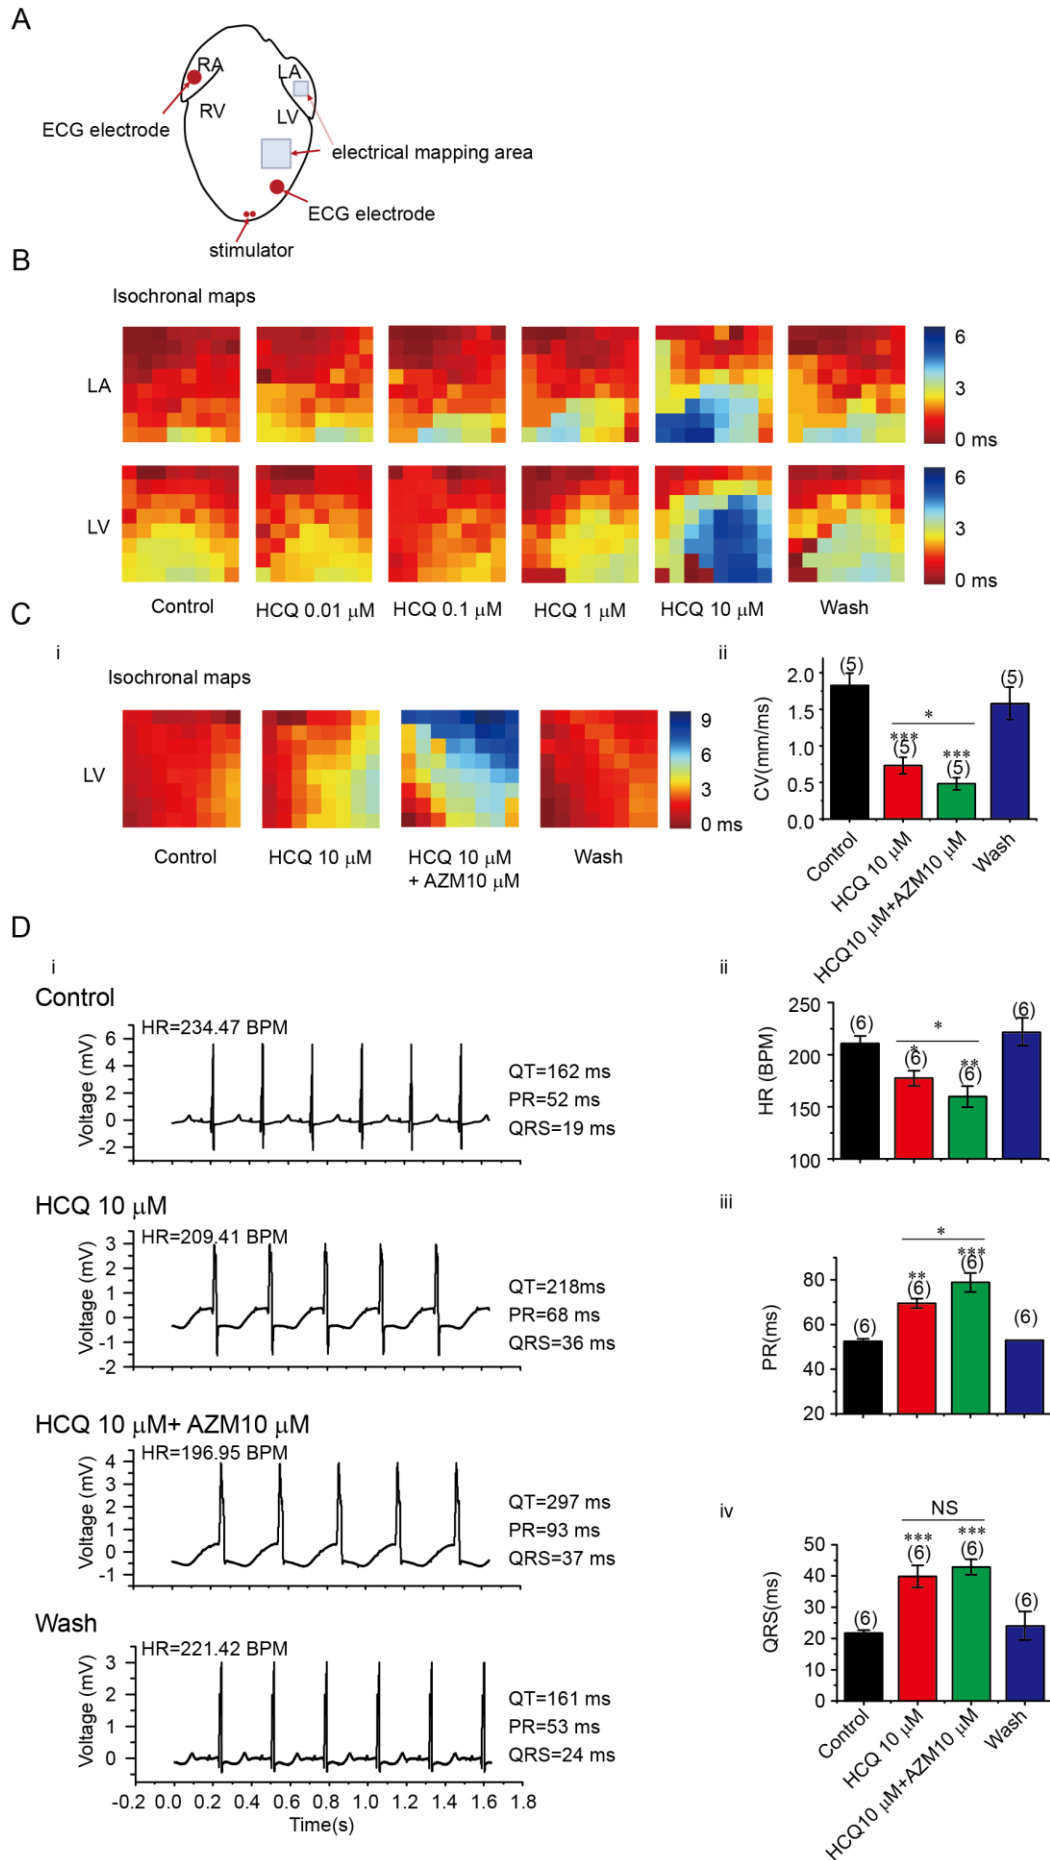 A
RA
LA
RV
LV
ECG electrode
electrical mapping area
ECG electrode
stimulator
B
Isochronal maps
LA
6
3
0 ms
LV
6
3
0 ms
Control
HCQ 0.01 μM
HCQ 0.1 μM
HCQ 1 μM
HCQ 10 μM
Wash
C
i
Isochronal maps
LV
9
6
3
0 ms
Control
HCQ 10 μM
HCQ 10 μM
+ AZM10 μM
Wash
ii
CV(mm/ms)
2.0
1.5
1.0
0.5
0.0
(5)
***
(5)
*
***
(5)
(5)
Control
HCQ 10 μM
HCQ10 μM+AZM10 μM
Wash
D
i
Control
HR=234.47 BPM
Voltage (mV)
6
4
2
0
-2
QT=162 ms
PR=52 ms
QRS=19 ms
HCQ 10 μM
HR=209.41 BPM
Voltage (mV)
3
2
1
0
-1
-2
QT=218ms
PR=68 ms
QRS=36 ms
HCQ 10 μM+ AZM10 μM
HR=196.95 BPM
Voltage (mV)
4
3
2
1
0
-1
QT=297 ms
PR=93 ms
QRS=37 ms
Wash
HR=221.42 BPM
Voltage (mV)
3
2
1
0
QT=161 ms
PR=53 ms
QRS=24 ms
-0.2 0.0 0.2 0.4 0.6 0.8 1.0 1.2 1.4 1.6 1.8
Time(s)
ii
HR (BPM)
250
200
150
100
(6)
*
(6)
*
**
(6)
(6)
iii
PR(ms)
80
60
40
20
(6)
**
(6)
*
***
(6)
(6)
iv
QRS(ms)
50
40
30
20
10
0
(6)
***
(6)
NS
***
(6)
(6)
Control
HCQ 10 μM
HCQ10 μM+AZM10 μM
Wash